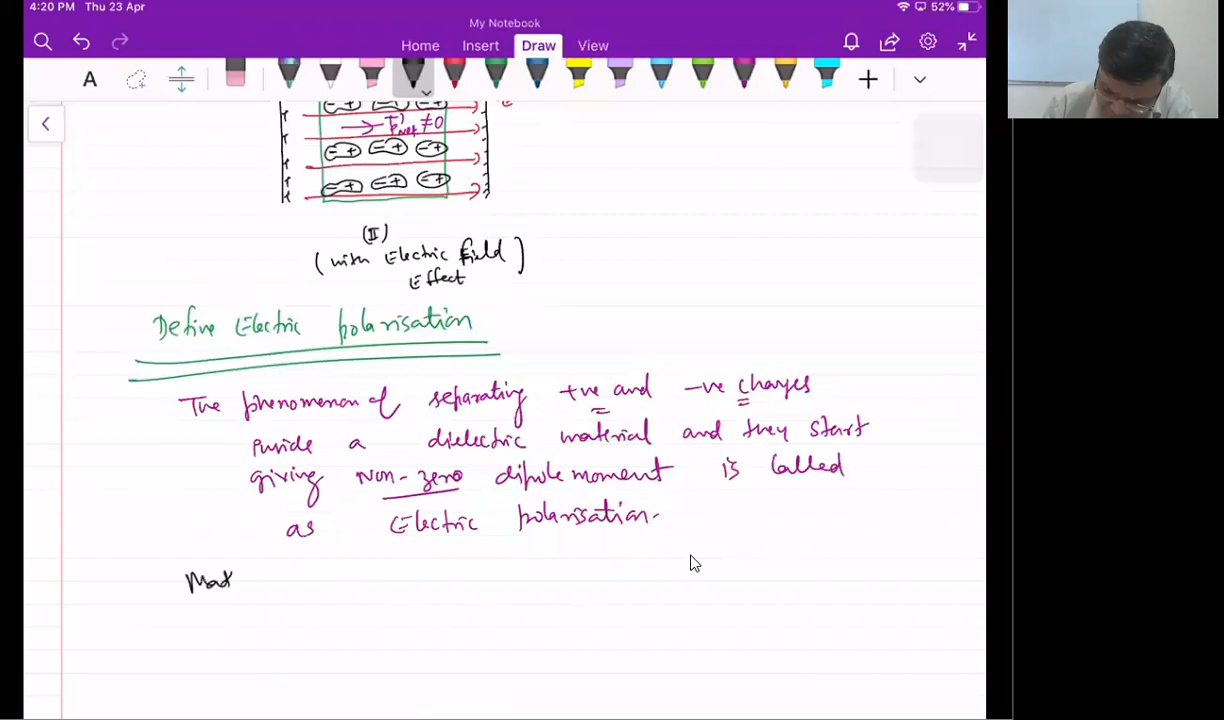 4:20 PM Thu 23 Apr
52%
My Notebook
Home Insert Draw View
A
P net ≠ 0
(II)
(with Electric Field)
Effect
Define Electric polarisation
The phenomenon of separating +ve and -ve charges
inside a dielectric material and they start
giving Non-zero dipole moment is called
as Electric polarisation.
Mat